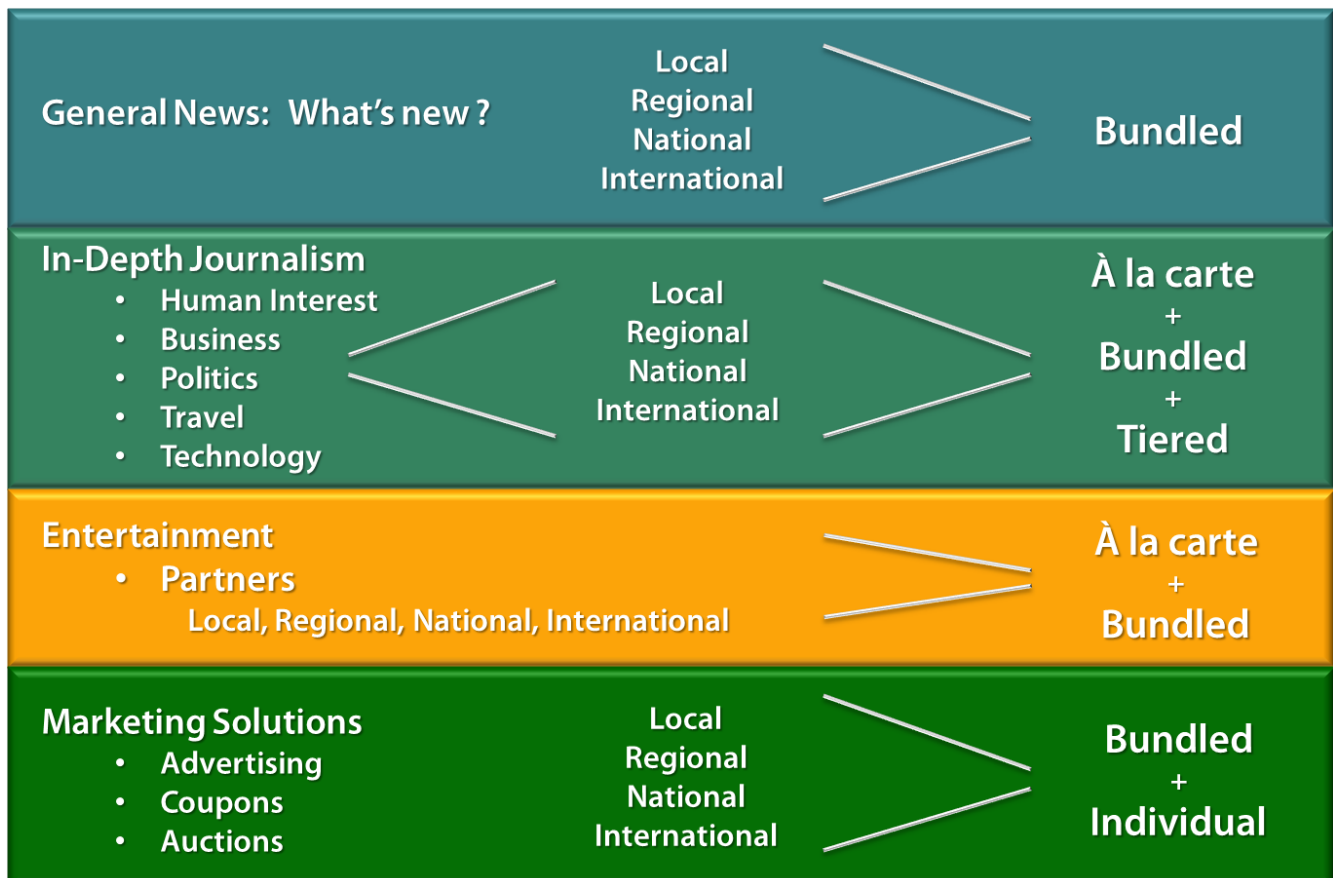 General News:  What's new ?
Local
Regional
National
International
Bundled
In-Depth Journalism
• Human Interest
• Business
• Politics
• Travel
• Technology
Local
Regional
National
International
À la carte
+
Bundled
+
Tiered
Entertainment
• Partners
Local, Regional, National, International
À la carte
+
Bundled
Marketing Solutions
• Advertising
• Coupons
• Auctions
Local
Regional
National
International
Bundled
+
Individual